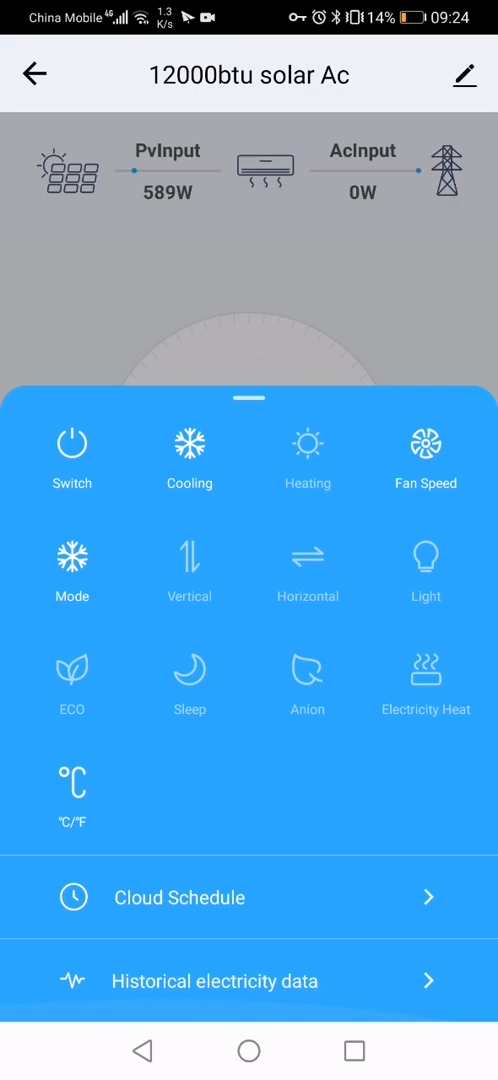 China Mobile 4G 1.3 K/s 14% 09:24
12000btu solar Ac
PvInput AcInput
589W 0W
Switch Cooling Heating Fan Speed
Mode Vertical Horizontal Light
ECO Sleep Anion Electricity Heat
°C
°C/°F
Cloud Schedule
Historical electricity data